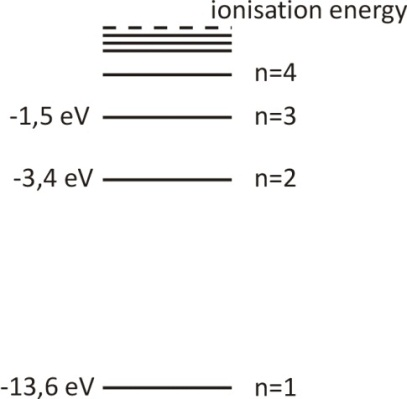 ionisation energy
n=4
-1,5 eV n=3
-3,4 eV n=2
-13,6 eV n=1